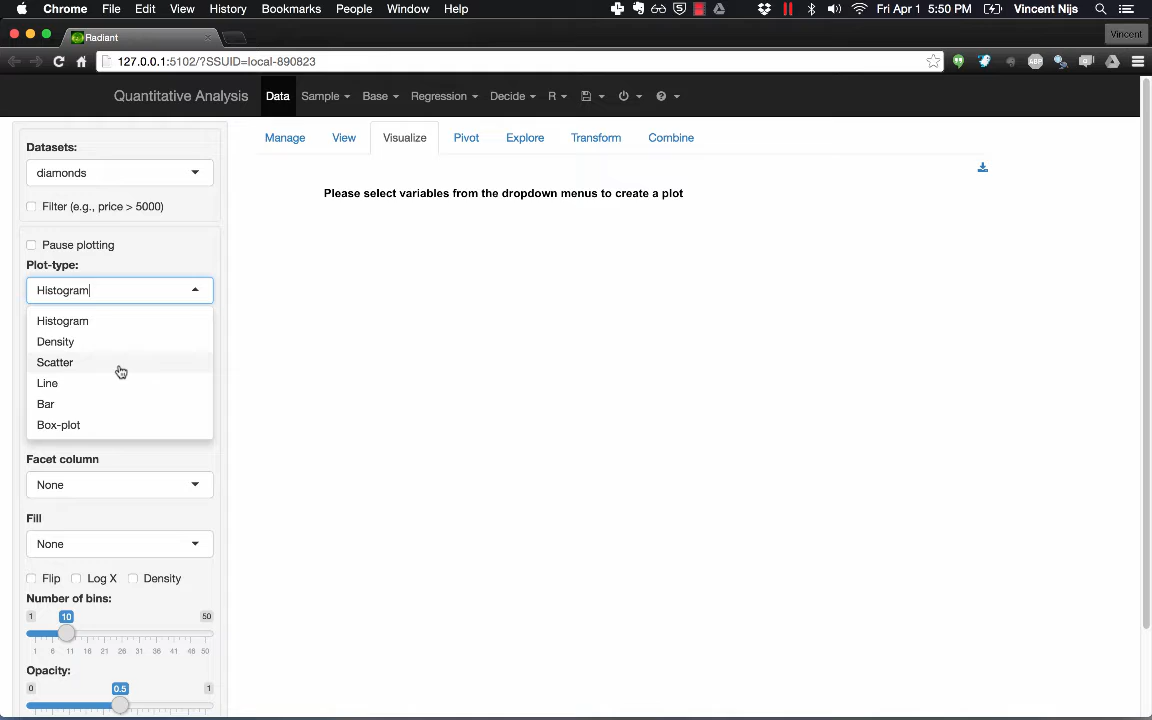 Chrome File Edit View History Bookmarks People Window Help Fri Apr 1 5:50 PM Vincent Nijs
Radiant Vincent
127.0.0.1:5102/?SSUID=local-890823
Quantitative Analysis Data Sample Base Regression Decide R
Manage View Visualize Pivot Explore Transform Combine
Datasets:
diamonds
Filter (e.g., price > 5000)
Please select variables from the dropdown menus to create a plot
Pause plotting
Plot-type:
Histogram
Histogram
Density
Scatter
Line
Bar
Box-plot
Facet column
None
Fill
None
Flip Log X Density
Number of bins:
1 10 50
1 6 11 16 21 26 31 36 41 46 50
Opacity:
0 0.5 1